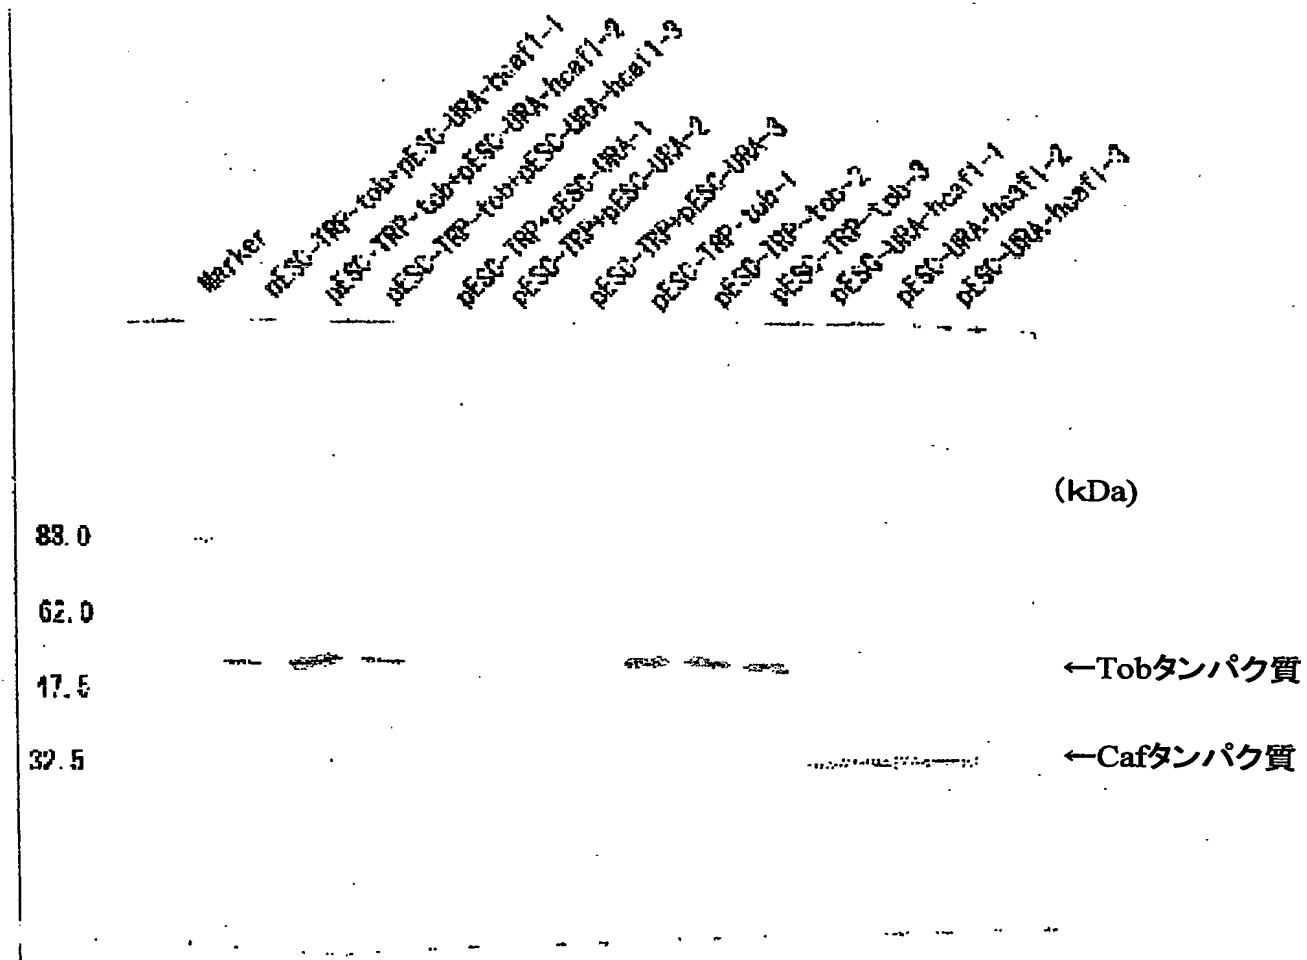 Marker
pESC-TRP-tob+pESC-URA-hcaf1-1
pESC-TRP-tob+pESC-URA-hcaf1-2
pESC-TRP-tob+pESC-URA-hcaf1-3
pESC-TRP+pESC-URA-1
pESC-TRP+pESC-URA-2
pESC-TRP+pESC-URA-3
pESC-TRP-tob-1
pESC-TRP-tob-2
pESC-TRP-tob-3
pESC-URA-hcaf1-1
pESC-URA-hcaf1-2
pESC-URA-hcaf1-3
(kDa)
83.0
62.0
←Tobタンパク質
47.5
32.5
←Cafタンパク質